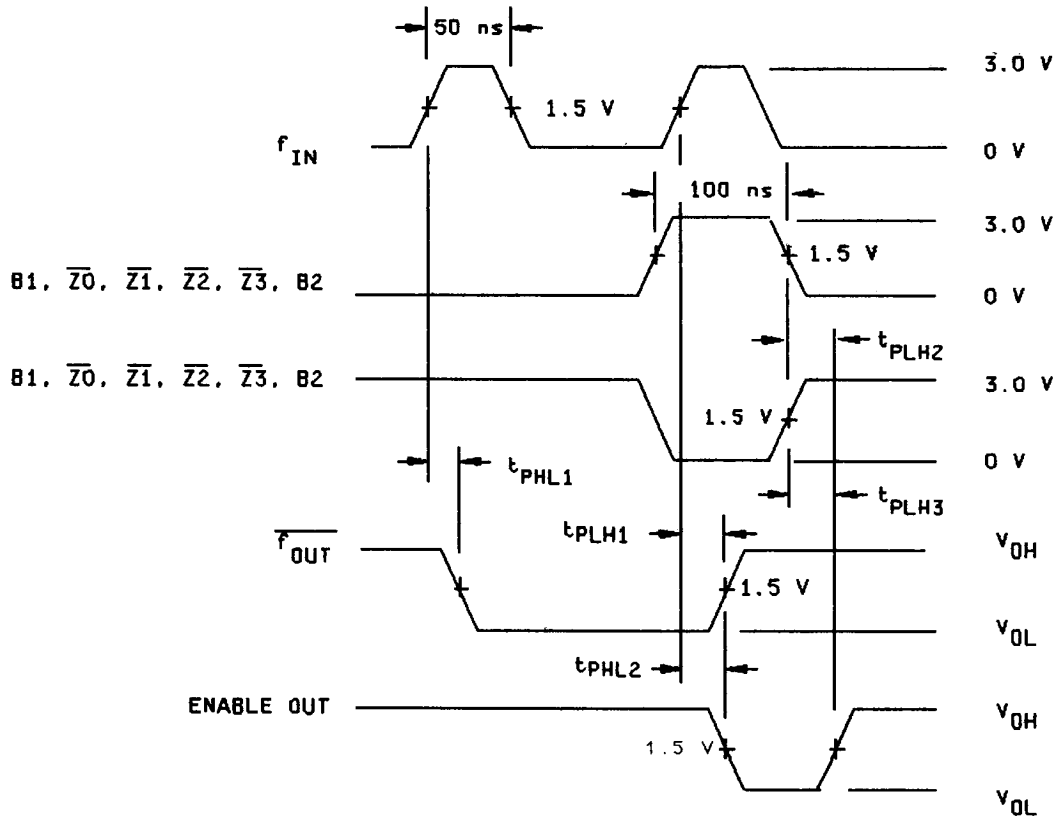 50 ns
3.0 V
1.5 V
f_IN
0 V
100 ns
3.0 V
1.5 V
B1, Z̅0̅, Z̅1̅, Z̅2̅, Z̅3̅, B2
0 V
t_PLH2
B1, Z̅0̅, Z̅1̅, Z̅2̅, Z̅3̅, B2
3.0 V
1.5 V
0 V
t_PHL1
t_PLH3
t_PLH1
f̅_O̅U̅T̅
V_OH
1.5 V
V_OL
t_PHL2
ENABLE OUT
V_OH
1.5 V
V_OL